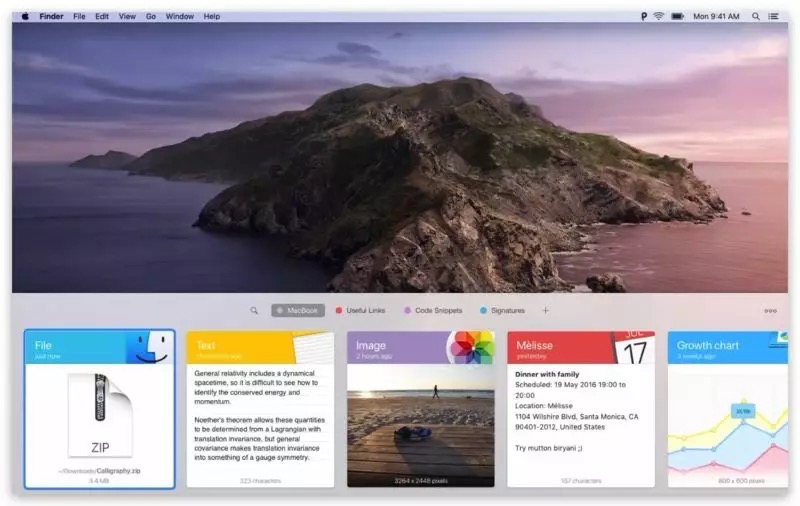 Finder File Edit View Go Window Help
Mon 9:41 AM
MacBook Useful Links Code Snippets Signatures +
File
just now
ZIP
~/Downloads/Calligraphy.zip
3.4 MB
Text
General relativity includes a dynamical
spacetime, so it is difficult to see how to
identify the conserved energy and
momentum.
Noether's theorem allows these quantities
to be determined from a Lagrangian with
translation invariance, but general
covariance makes translation invariance
into something of a gauge symmetry.
323 characters
Image
2 hours ago
3264 x 2448 pixels
Mèlisse
yesterday
JUL
17
Dinner with family
Scheduled: 19 May 2016 19:00 to
20:00
Location: Mèlisse
1104 Wilshire Blvd, Santa Monica, CA
90401-2012, United States
Try mutton biryani ;)
157 characters
Growth chart
3 weeks ago
800 x 600 pixels